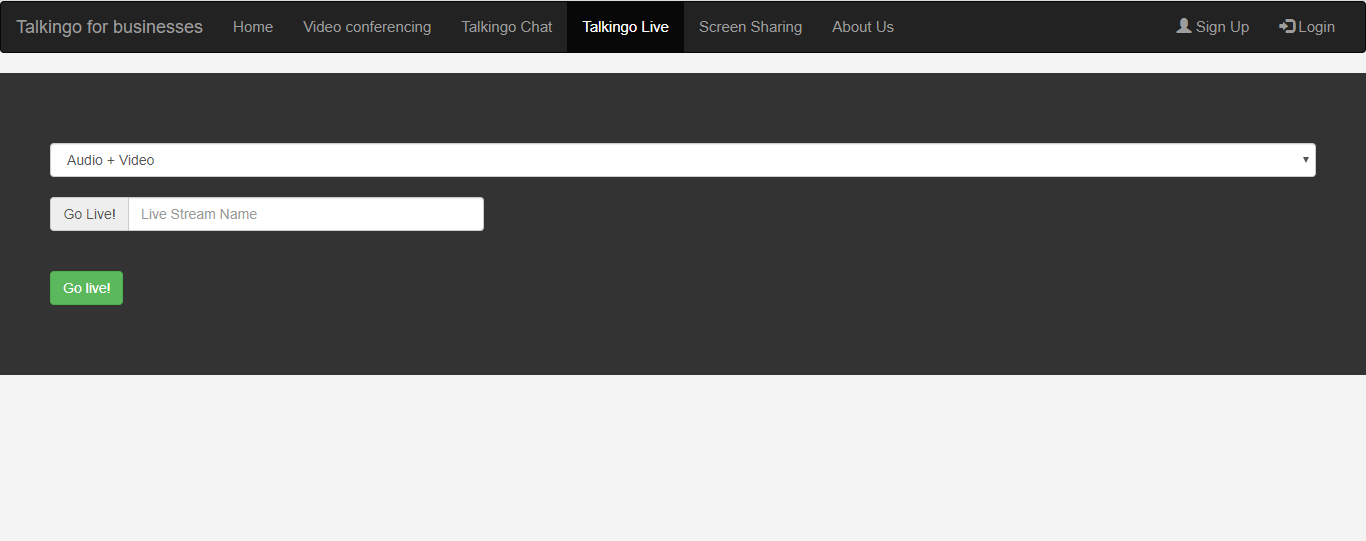 Talkingo for businesses Home Video conferencing Talkingo Chat Talkingo Live Screen Sharing About Us Sign Up Login
Audio + Video
Go Live! Live Stream Name
Go live!